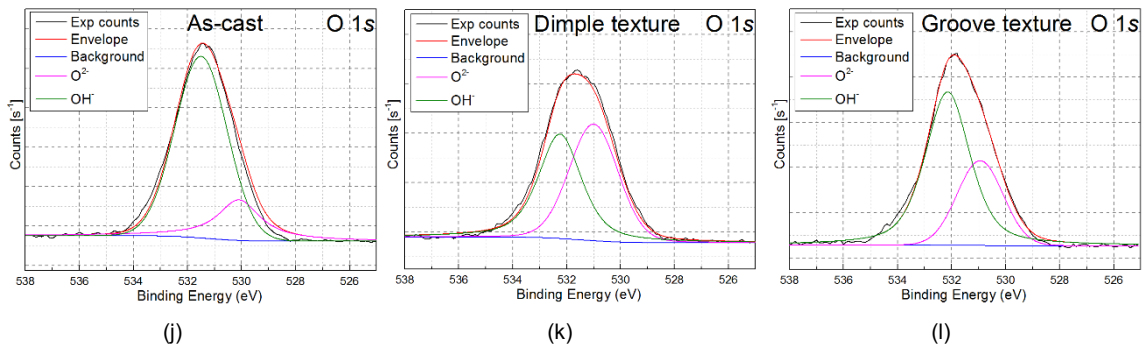 As-cast
O 1s
Exp counts
Envelope
Background
O²⁻
OH⁻
Counts [s⁻¹]
538 536 534 532 530 528 526
Binding Energy (eV)
(j)
Dimple texture
O 1s
Exp counts
Envelope
Background
O²⁻
OH⁻
Counts [s⁻¹]
538 536 534 532 530 528 526
Binding Energy (eV)
(k)
Groove texture
O 1s
Exp counts
Envelope
Background
O²⁻
OH⁻
Counts [s⁻¹]
538 536 534 532 530 528 526
Binding Energy (eV)
(l)